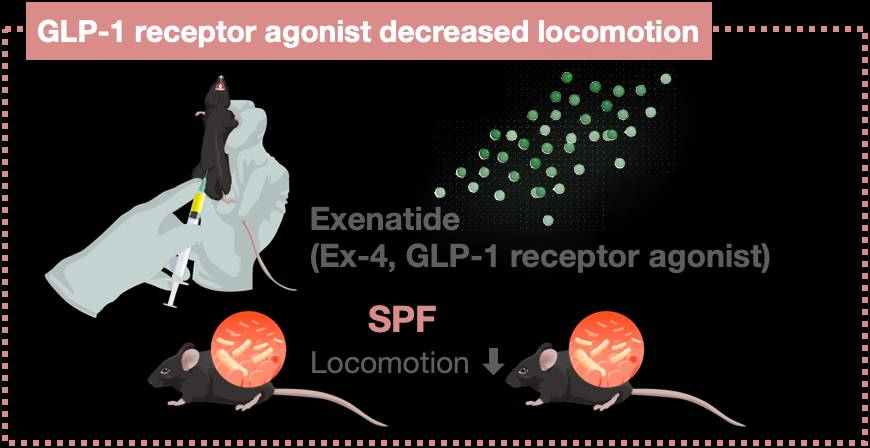 GLP-1 receptor agonist decreased locomotion
Exenatide
(Ex-4, GLP-1 receptor agonist)
SPF
Locomotion